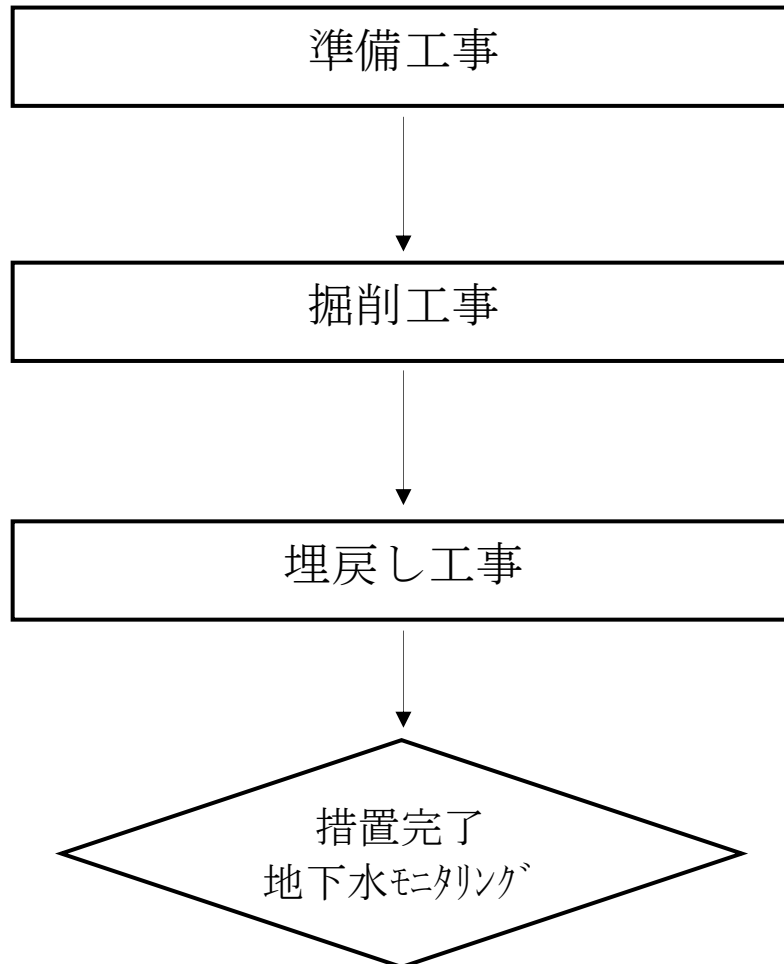 準備工事
掘削工事
埋戻し工事
措置完了
地下水ﾓﾆﾀﾘﾝｸﾞ